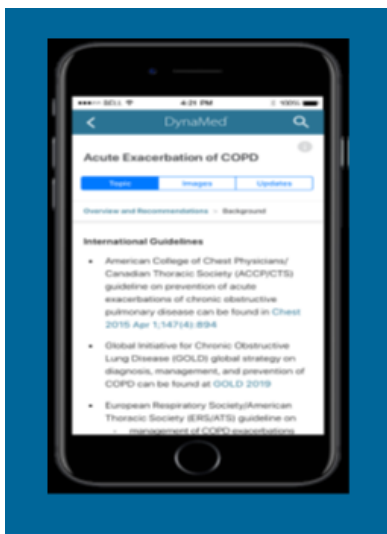 BELL 4:21 PM 100%
DynaMed
Acute Exacerbation of COPD
Topic Images Updates
Overview and Recommendations - Background
International Guidelines
• American College of Chest Physicians/
Canadian Thoracic Society (ACCP/CTS)
guideline on prevention of acute
exacerbations of chronic obstructive
pulmonary disease can be found in Chest
2015 Apr 1;147(4):894
• Global Initiative for Chronic Obstructive
Lung Disease (GOLD) global strategy on
diagnosis, management, and prevention of
COPD can be found at GOLD 2019
• European Respiratory Society/American
Thoracic Society (ERS/ATS) guideline on
- management of COPD exacerbations